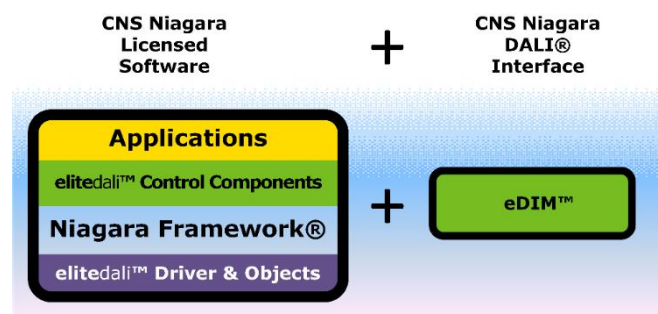 CNS Niagara
Licensed
Software
+
CNS Niagara
DALI®
Interface
Applications
elitedali™ Control Components
Niagara Framework®
elitedali™ Driver & Objects
+
eDIM™